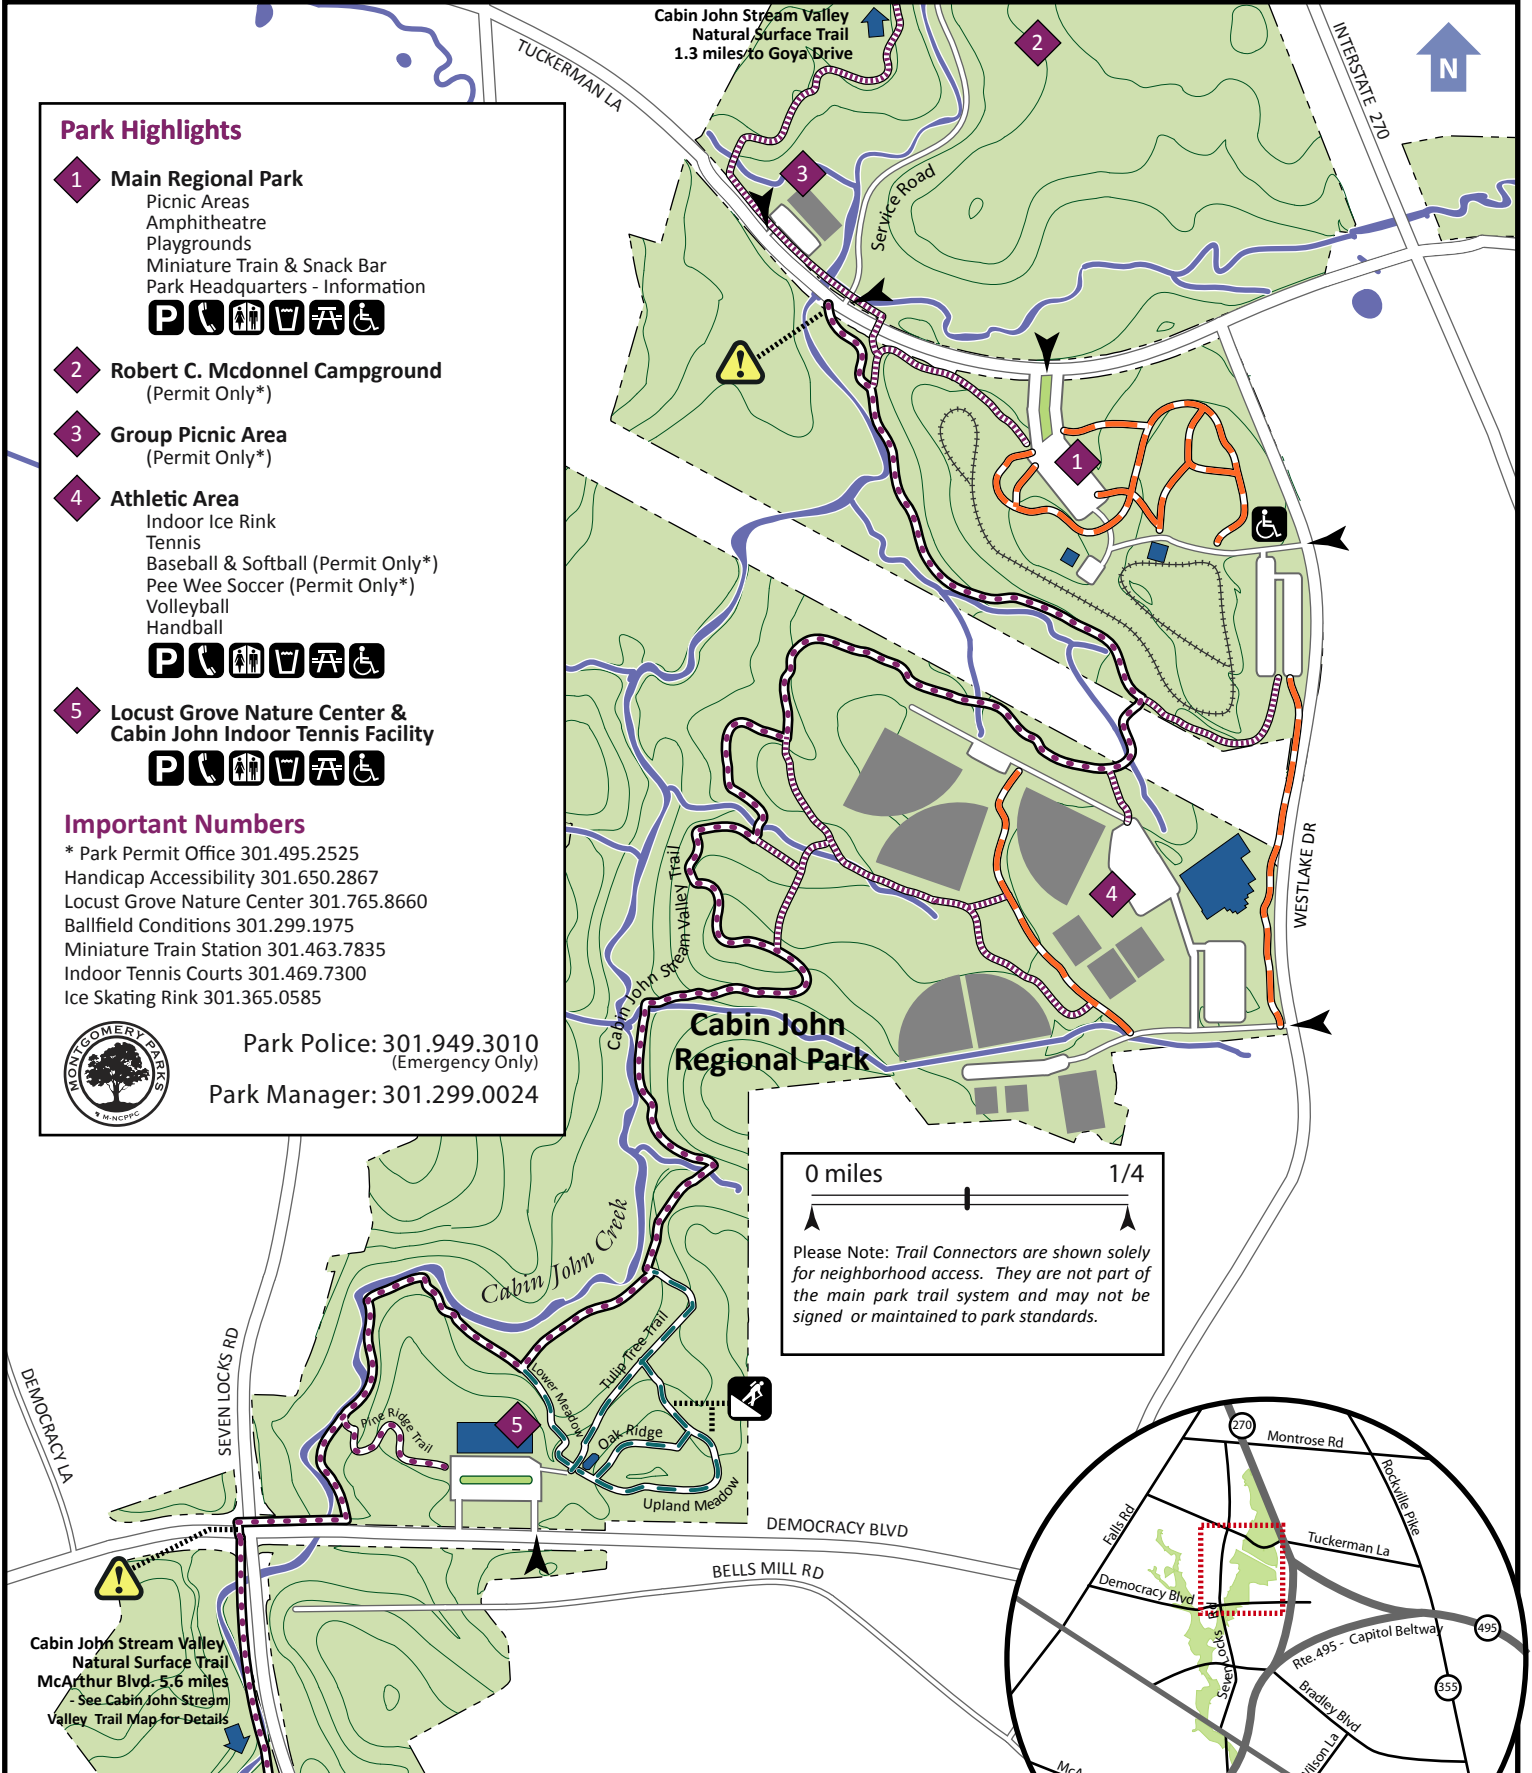 Cabin John Stream Valley
Natural Surface Trail
1.3 miles to Goya Drive
TUCKERMAN LA
2
INTERSTATE 270
N
3
Service Road
1
4
WESTLAKE DR
Park Highlights
1 Main Regional Park
Picnic Areas
Amphitheatre
Playgrounds
Miniature Train & Snack Bar
Park Headquarters - Information
P
2 Robert C. Mcdonnel Campground
(Permit Only*)
3 Group Picnic Area
(Permit Only*)
4 Athletic Area
Indoor Ice Rink
Tennis
Baseball & Softball (Permit Only*)
Pee Wee Soccer (Permit Only*)
Volleyball
Handball
P
5 Locust Grove Nature Center &
Cabin John Indoor Tennis Facility
P
Important Numbers
* Park Permit Office 301.495.2525
Handicap Accessibility 301.650.2867
Locust Grove Nature Center 301.765.8660
Ballfield Conditions 301.299.1975
Miniature Train Station 301.463.7835
Indoor Tennis Courts 301.469.7300
Ice Skating Rink 301.365.0585
MONTGOMERY PARKS
M-NCPPC
Park Police: 301.949.3010
(Emergency Only)
Park Manager: 301.299.0024
Cabin John Stream Valley Trail
Cabin John
Regional Park
0 miles 1/4
Please Note: Trail Connectors are shown solely
for neighborhood access. They are not part of
the main park trail system and may not be
signed or maintained to park standards.
Cabin John Creek
SEVEN LOCKS RD
DEMOCRACY LA
Tulip Tree Trail
Lower Meadow
Pine Ridge Trail
5
Oak Ridge
Upland Meadow
DEMOCRACY BLVD
BELLS MILL RD
!
!
Cabin John Stream Valley
Natural Surface Trail
McArthur Blvd. 5.6 miles
- See Cabin John Stream
Valley Trail Map for Details
270
Montrose Rd
Rockville Pike
Falls Rd
Tuckerman La
Democracy Blvd
Seven Locks Rd
Rte. 495 - Capitol Beltway
495
355
Bradley Blvd